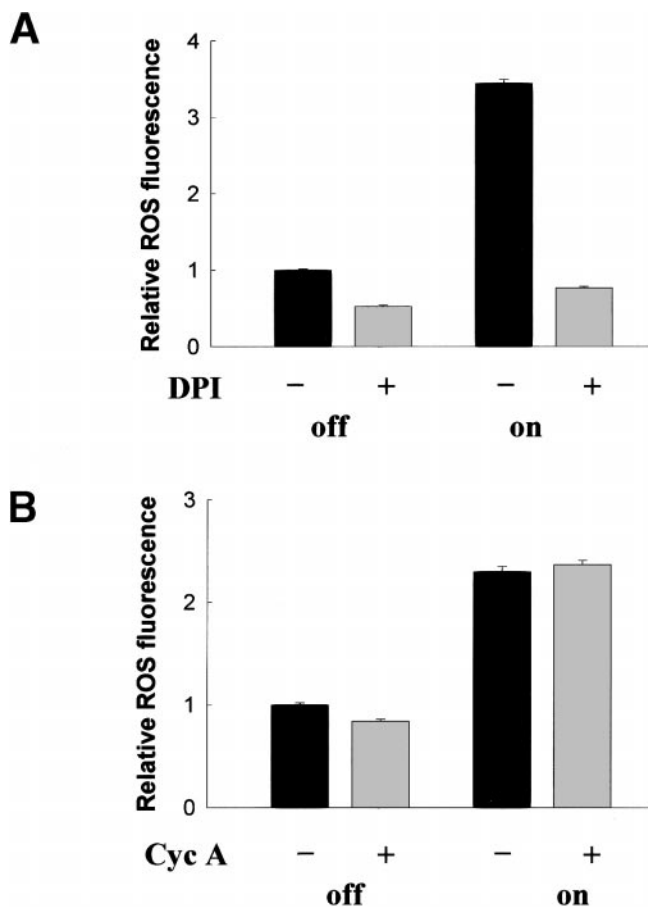 A
Relative ROS fluorescence
4
3
2
1
0
DPI − + − +
off on
B
Relative ROS fluorescence
3
2
1
0
Cyc A − + − +
off on